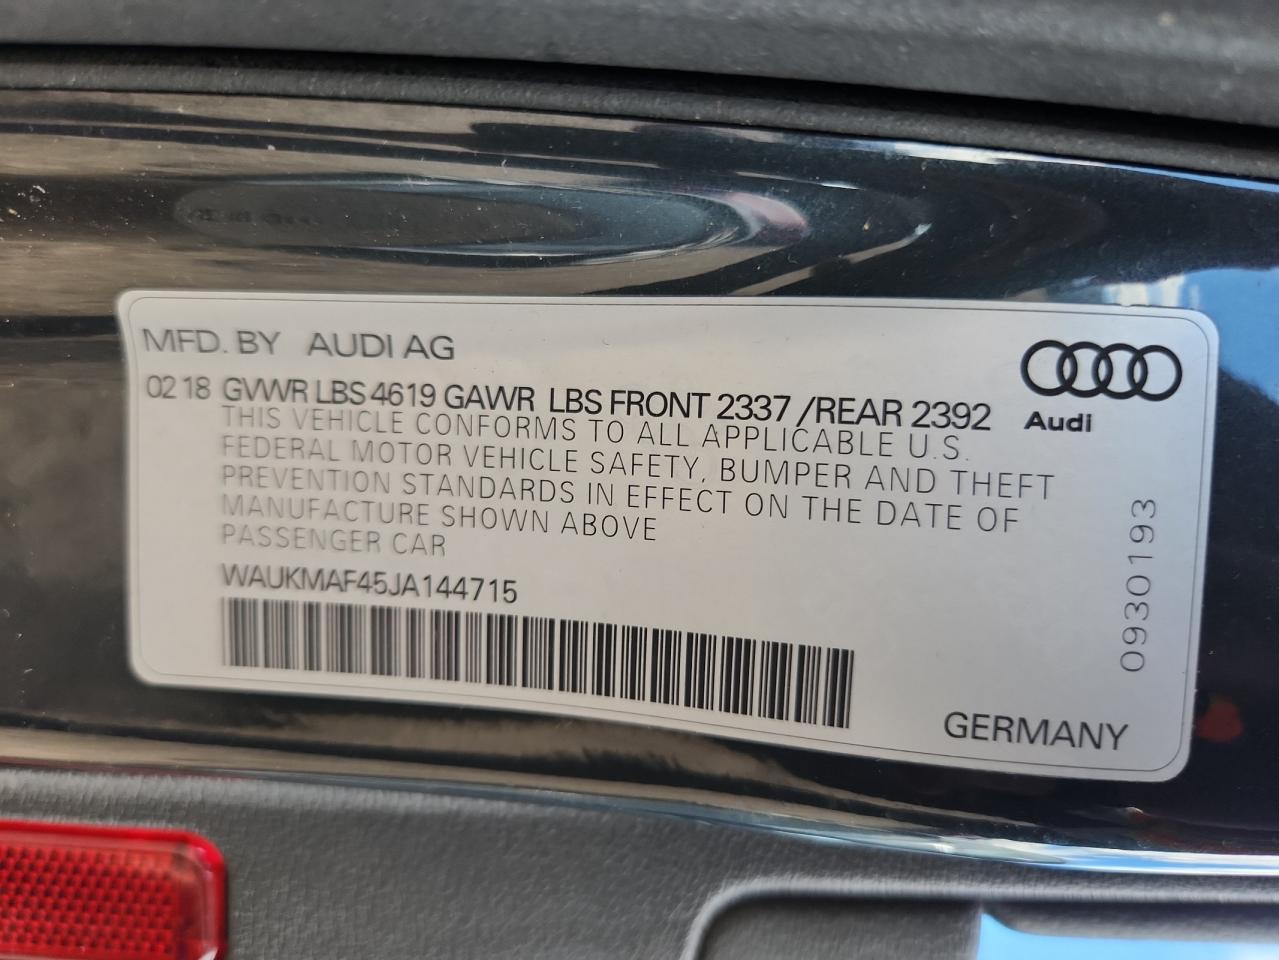 MFD. BY AUDI AG
02 18 GVWR LBS 4619 GAWR LBS FRONT 2337 /REAR 2392
THIS VEHICLE CONFORMS TO ALL APPLICABLE U.S.
FEDERAL MOTOR VEHICLE SAFETY, BUMPER AND THEFT
PREVENTION STANDARDS IN EFFECT ON THE DATE OF
MANUFACTURE SHOWN ABOVE
PASSENGER CAR
WAUKMAF45JA144715
Audi
0930193
GERMANY